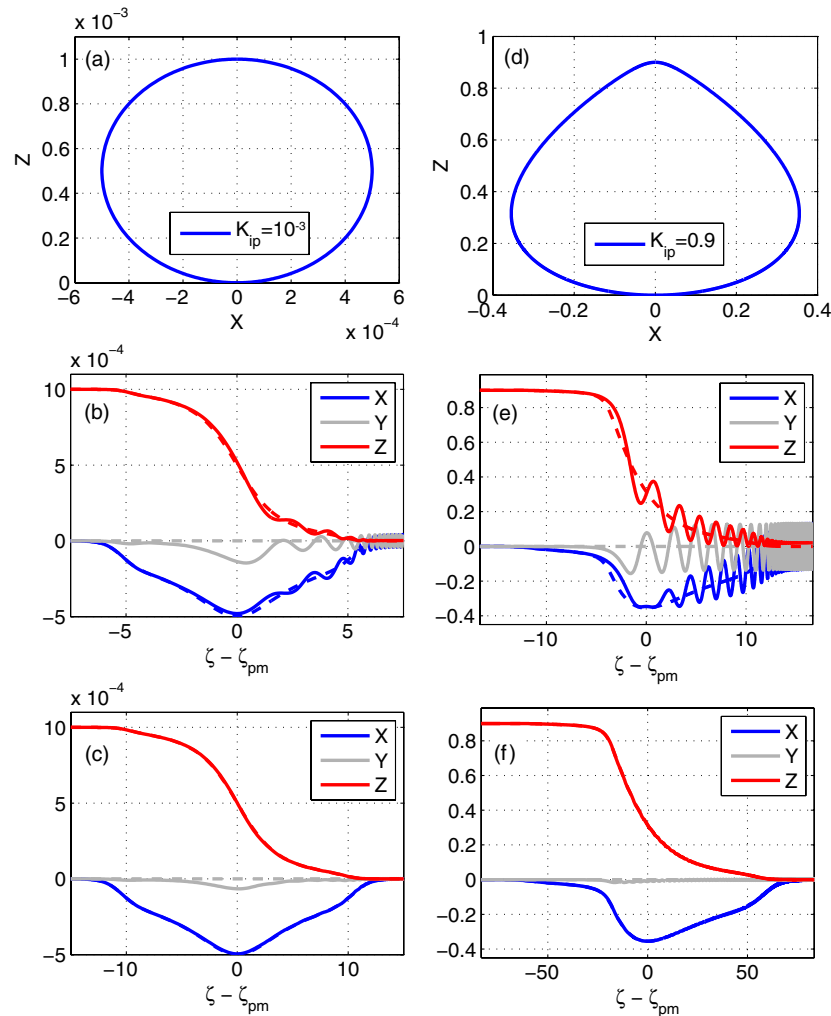 x 10⁻³
(a)
1
0.8
0.6
0.4
0.2
0
Z
K_ip=10⁻³
−6 −4 −2 0 2 4 6
X
x 10⁻⁴
(d)
1
0.8
0.6
0.4
0.2
0
Z
K_ip=0.9
−0.4 −0.2 0 0.2 0.4
X
x 10⁻⁴
(b)
10
5
0
−5
X
Y
Z
−5 0 5
ζ − ζ_pm
(e)
0.8
0.6
0.4
0.2
0
−0.2
−0.4
X
Y
Z
−10 0 10
ζ − ζ_pm
x 10⁻⁴
(c)
10
5
0
−5
X
Y
Z
−10 0 10
ζ − ζ_pm
(f)
0.8
0.6
0.4
0.2
0
−0.2
−0.4
X
Y
Z
−50 0 50
ζ − ζ_pm